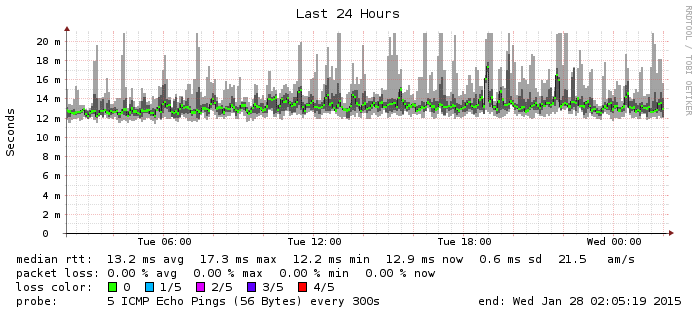 Last 24 Hours
RRDTOOL / TOBI OETIKER
Seconds
20 m
18 m
16 m
14 m
12 m
10 m
8 m
6 m
4 m
2 m
0
Tue 06:00 Tue 12:00 Tue 18:00 Wed 00:00
median rtt: 13.2 ms avg 17.3 ms max 12.2 ms min 12.9 ms now 0.6 ms sd 21.5 am/s
packet loss: 0.00 % avg 0.00 % max 0.00 % min 0.00 % now
loss color: 0 1/5 2/5 3/5 4/5
probe: 5 ICMP Echo Pings (56 Bytes) every 300s end: Wed Jan 28 02:05:19 2015